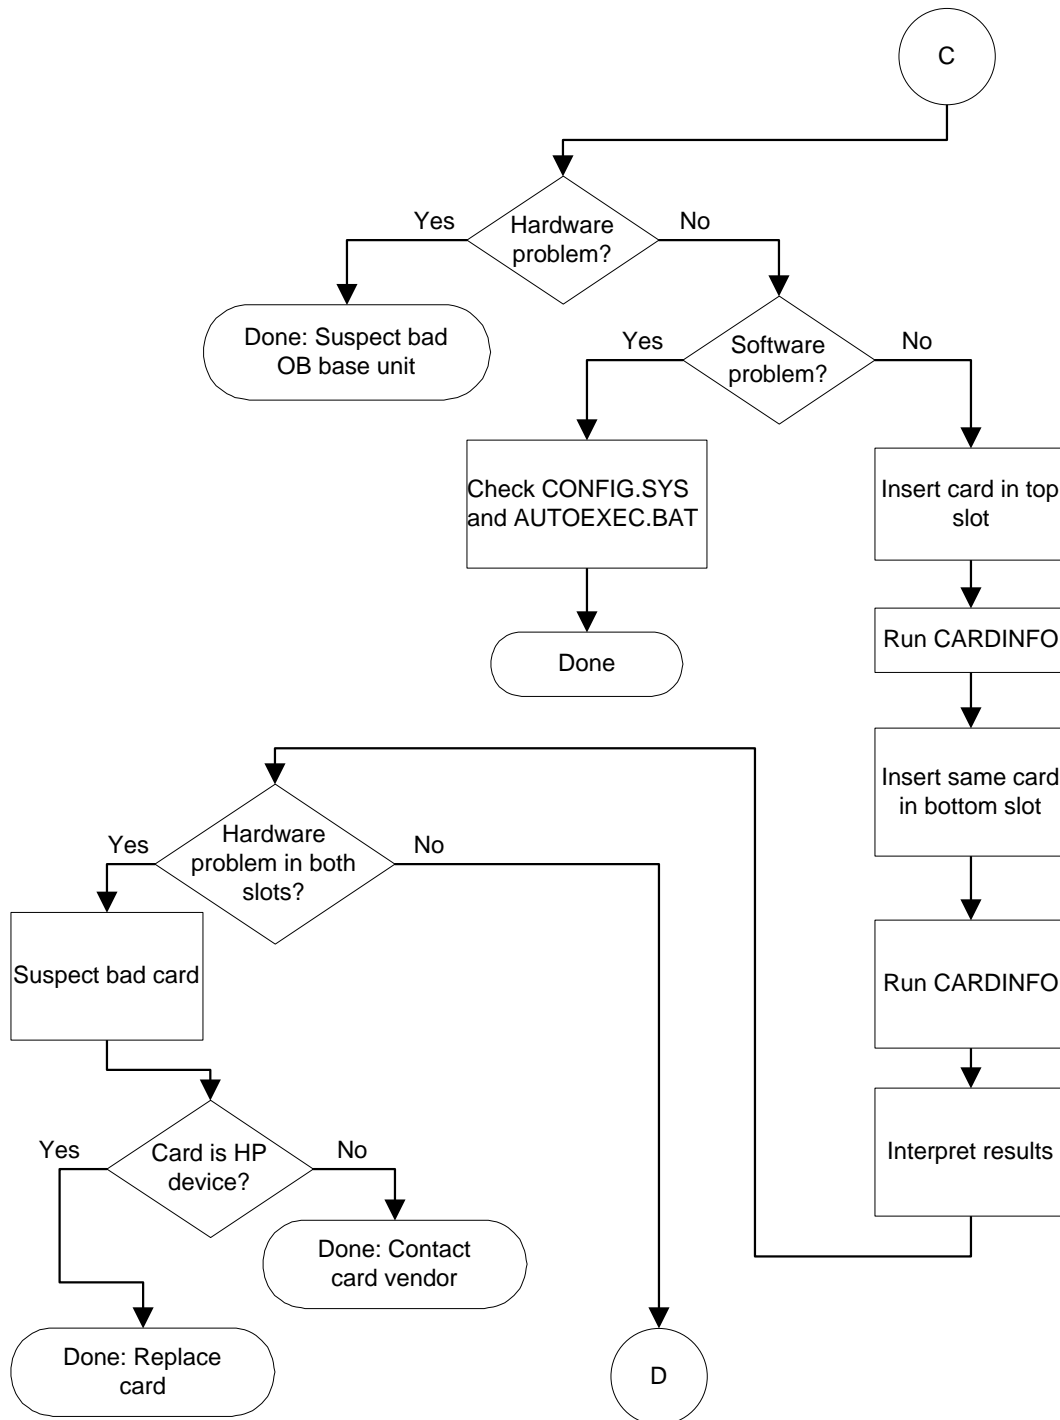 C
Yes
Hardware
problem?
No
Done: Suspect bad
OB base unit
Yes
Software
problem?
No
Check CONFIG.SYS
and AUTOEXEC.BAT
Insert card in top
slot
Done
Run CARDINFO
Insert same card
in bottom slot
Yes
Hardware
problem in both
slots?
No
Suspect bad card
Run CARDINFO
Yes
Card is HP
device?
No
Interpret results
Done: Contact
card vendor
Done: Replace
card
D